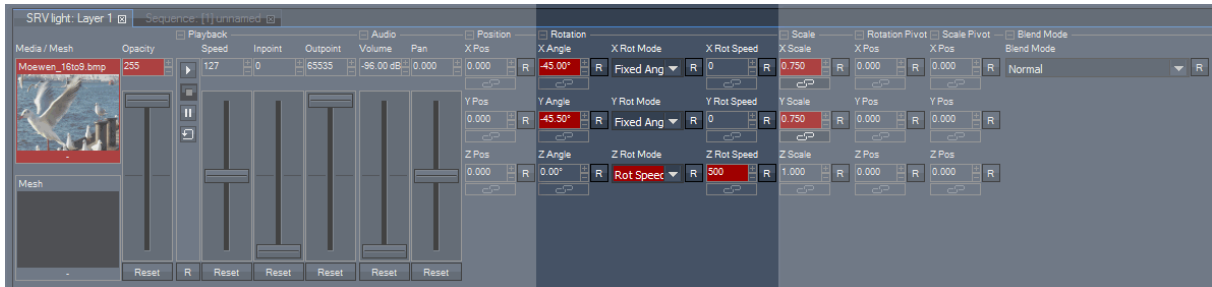 SRV light: Layer 1
Sequence: [1] unnamed
Playback
Audio
Position
Rotation
Scale
Rotation Pivot
Scale Pivot
Blend Mode
Media / Mesh
Opacity
Speed
Inpoint
Outpoint
Volume
Pan
X Pos
X Angle
X Rot Mode
X Rot Speed
X Scale
X Pos
X Pos
Blend Mode
Moewen_16to9.bmp
255
127
0
65535
-96.00 dB
0.000
0.000
R
-45.00°
R
Fixed Ang
R
0
R
0.750
R
0.000
R
0.000
R
Normal
R
Y Pos
Y Angle
Y Rot Mode
Y Rot Speed
Y Scale
Y Pos
Y Pos
0.000
R
-45.50°
R
Fixed Ang
R
0
R
0.750
R
0.000
R
0.000
R
-
Z Pos
Z Angle
Z Rot Mode
Z Rot Speed
Z Scale
Z Pos
Z Pos
0.000
R
0.00°
R
Rot Speec
R
500
R
1.000
R
0.000
R
0.000
R
Mesh
-
Reset
R
Reset
Reset
Reset
Reset
Reset